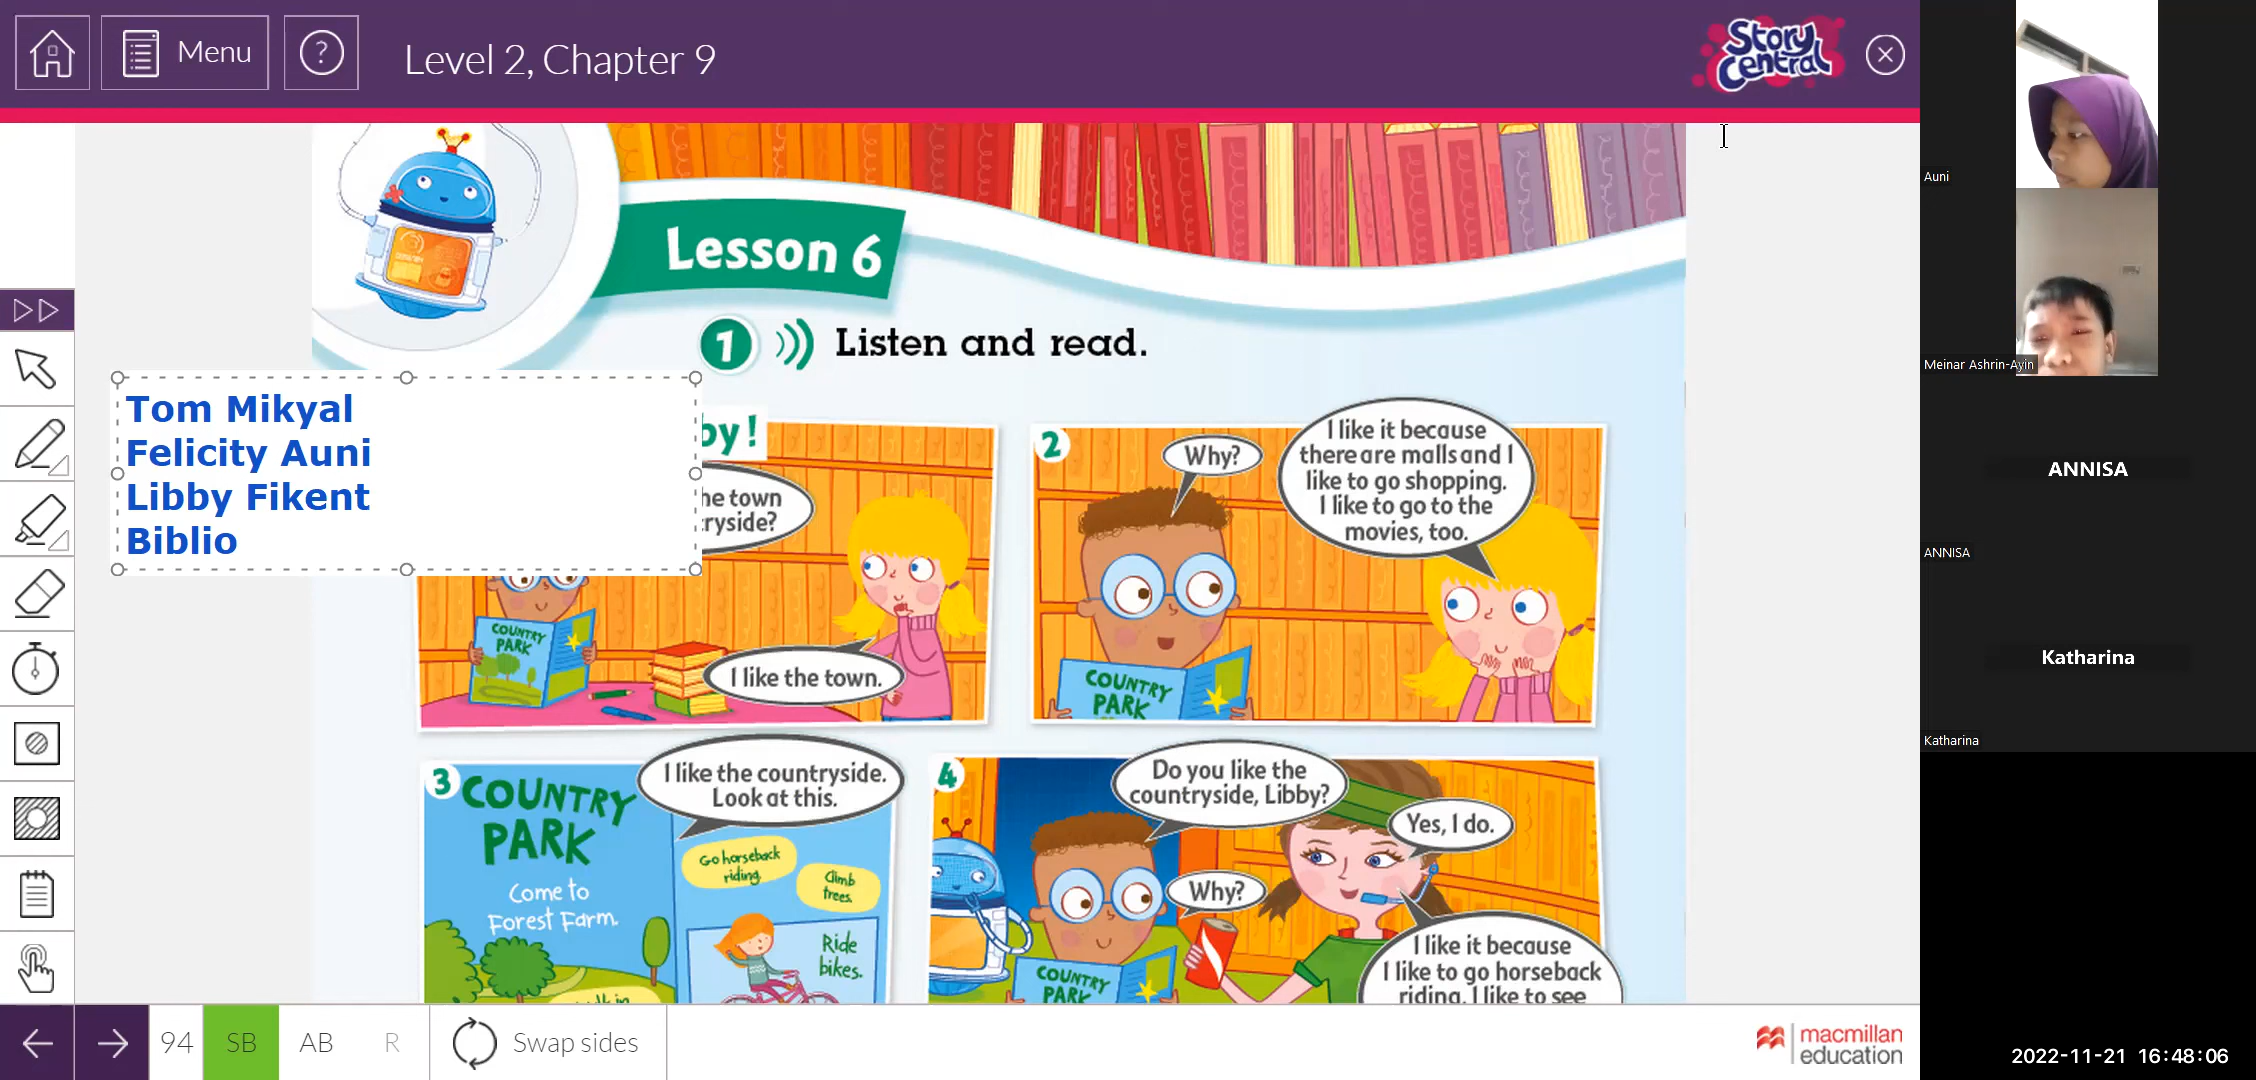 Menu
?
Level 2, Chapter 9
Story
Central
Lesson 6
1
Listen and read.
Tom Mikyal
Felicity Auni
Libby Fikent
Biblio
by!
he town
ryside?
COUNTRY
PARK
I like the town.
2
Why?
I like it because
there are malls and I
like to go shopping.
I like to go to the
movies, too.
COUNTRY
PARK
3
COUNTRY
PARK
Come to
Forest Farm.
I like the countryside.
Look at this.
Go horseback
riding.
Climb
trees.
Ride
bikes.
4
Do you like the
countryside, Libby?
Yes, I do.
Why?
I like it because
I like to go horseback
riding. I like to see
COUNTRY
PARK
94
SB
AB
R
Swap sides
macmillan
education
Auni
Meinar Ashrin-Ayin
ANNISA
ANNISA
Katharina
Katharina
2022-11-21 16:48:06